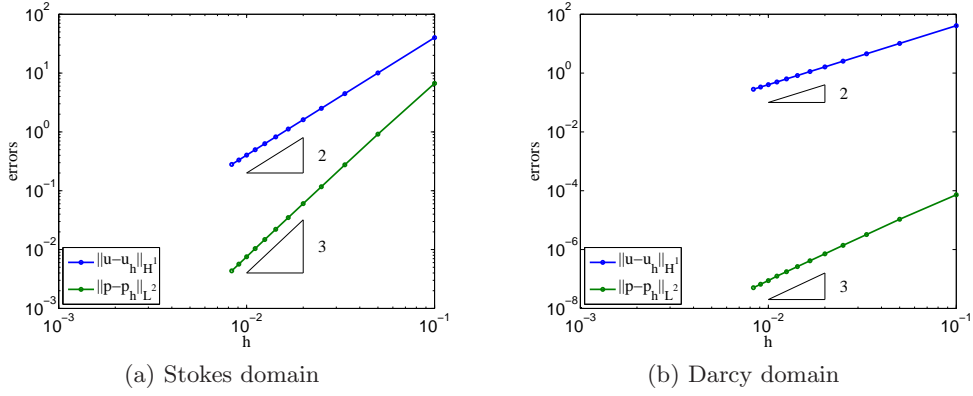 10^2
10^1
10^0
10^-1
10^-2
10^-3
errors
2
3
||u−u_h||_H^1
||p−p_h||_L^2
10^-3
10^-2
10^-1
h
(a) Stokes domain
10^2
10^0
10^-2
10^-4
10^-6
10^-8
errors
2
3
||u−u_h||_H^1
||p−p_h||_L^2
10^-3
10^-2
10^-1
h
(b) Darcy domain